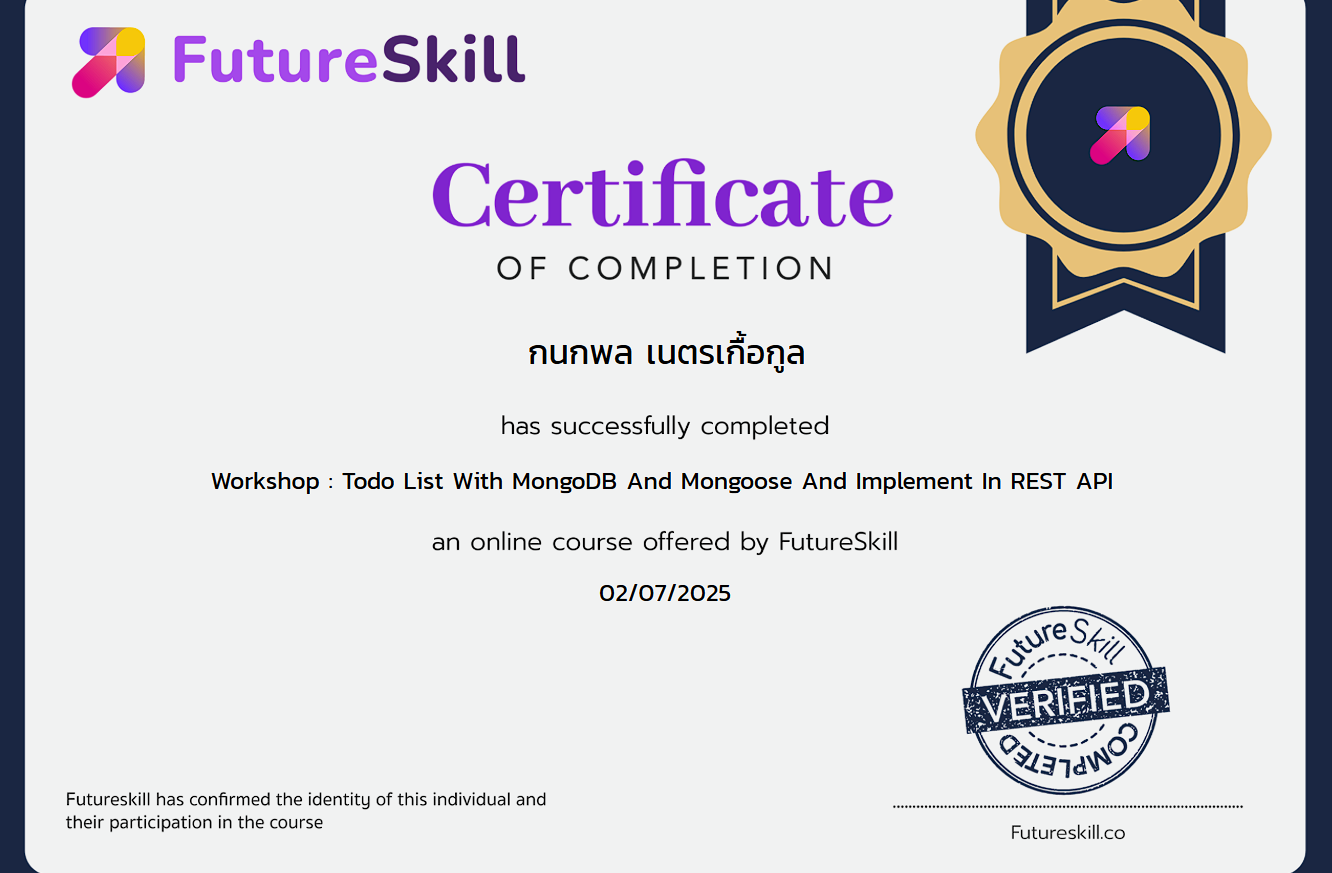 FutureSkill
Certificate
OF COMPLETION
กนกพล เนตรเกื้อกูล
has successfully completed
Workshop : Todo List With MongoDB And Mongoose And Implement In REST API
an online course offered by FutureSkill
02/07/2025
FutureSkill
VERIFIED
COMPLETED
Futureskill has confirmed the identity of this individual and
their participation in the course
Futureskill.co